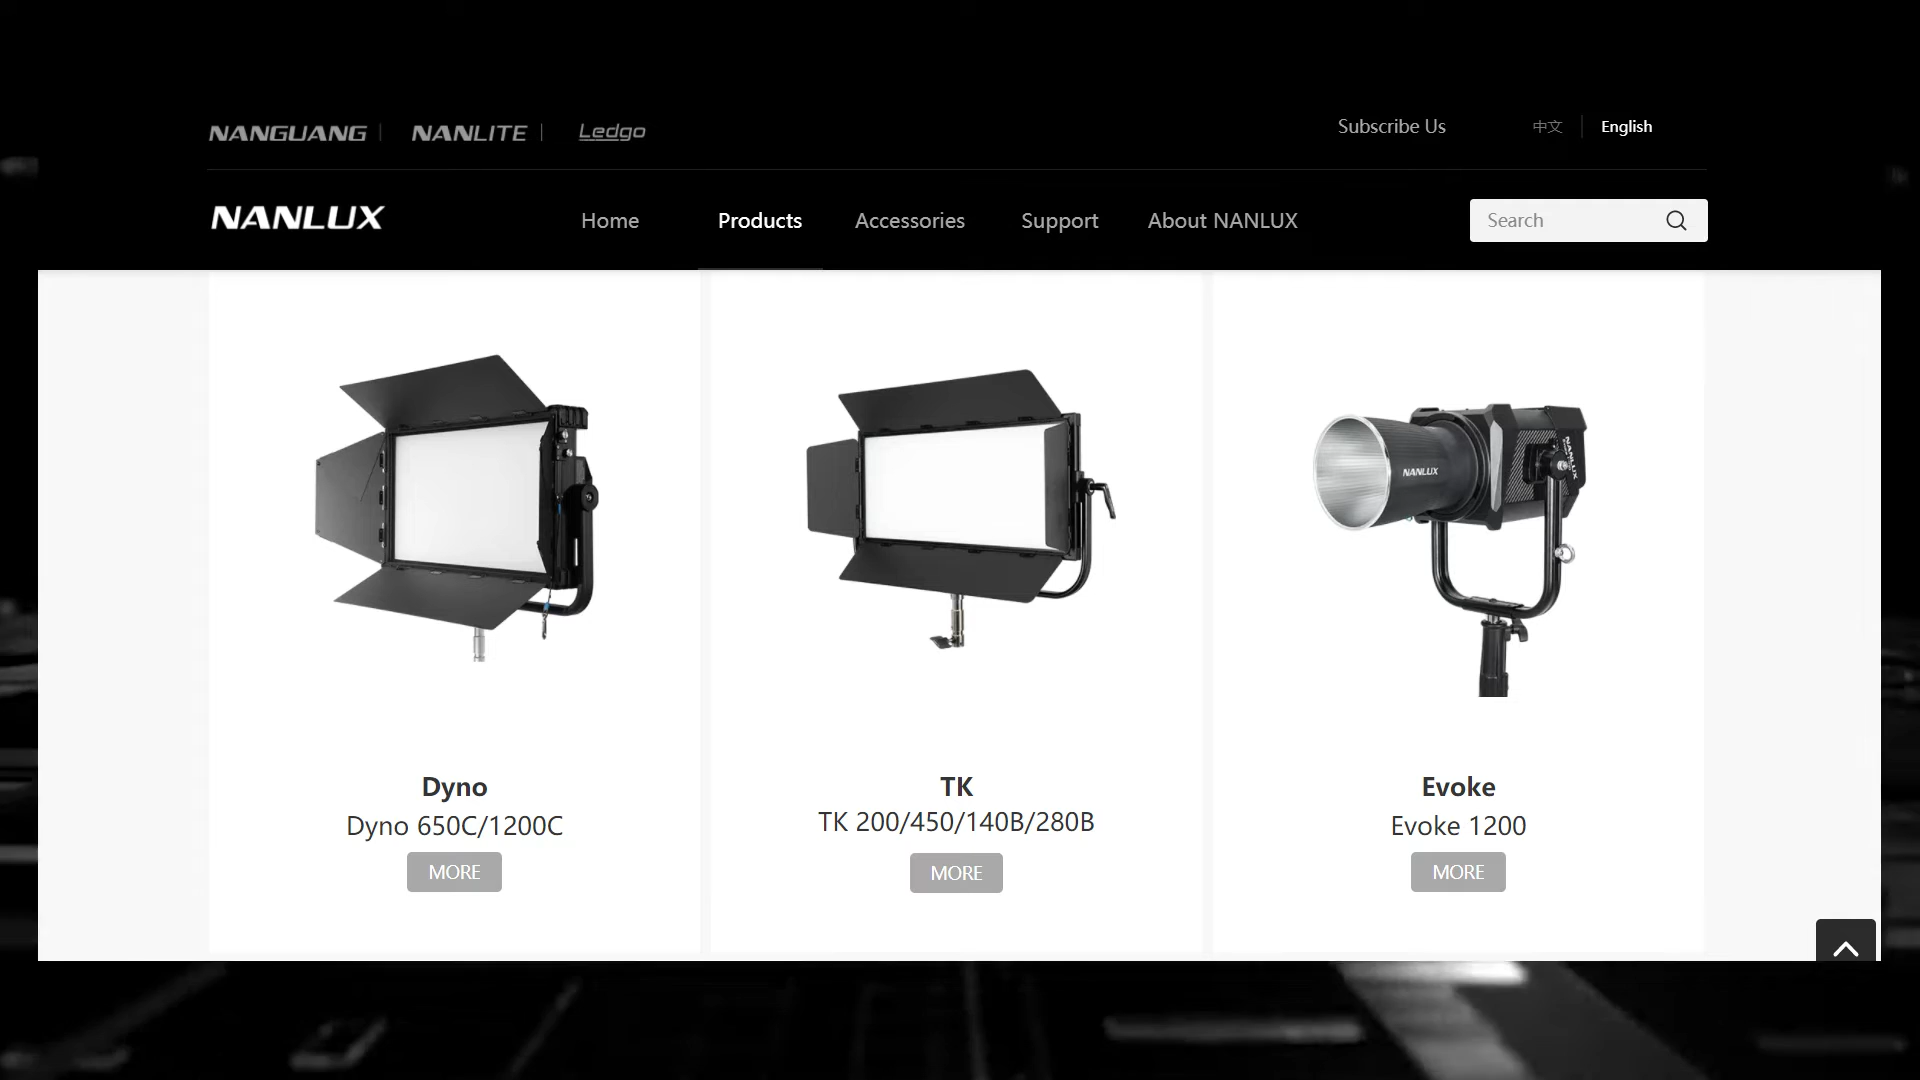 NANGUANG
NANLITE
Ledgo
Subscribe Us
中文
English
NANLUX
Home
Products
Accessories
Support
About NANLUX
Search
NANLUX
NANLUX
Dyno
Dyno 650C/1200C
MORE
TK
TK 200/450/140B/280B
MORE
Evoke
Evoke 1200
MORE